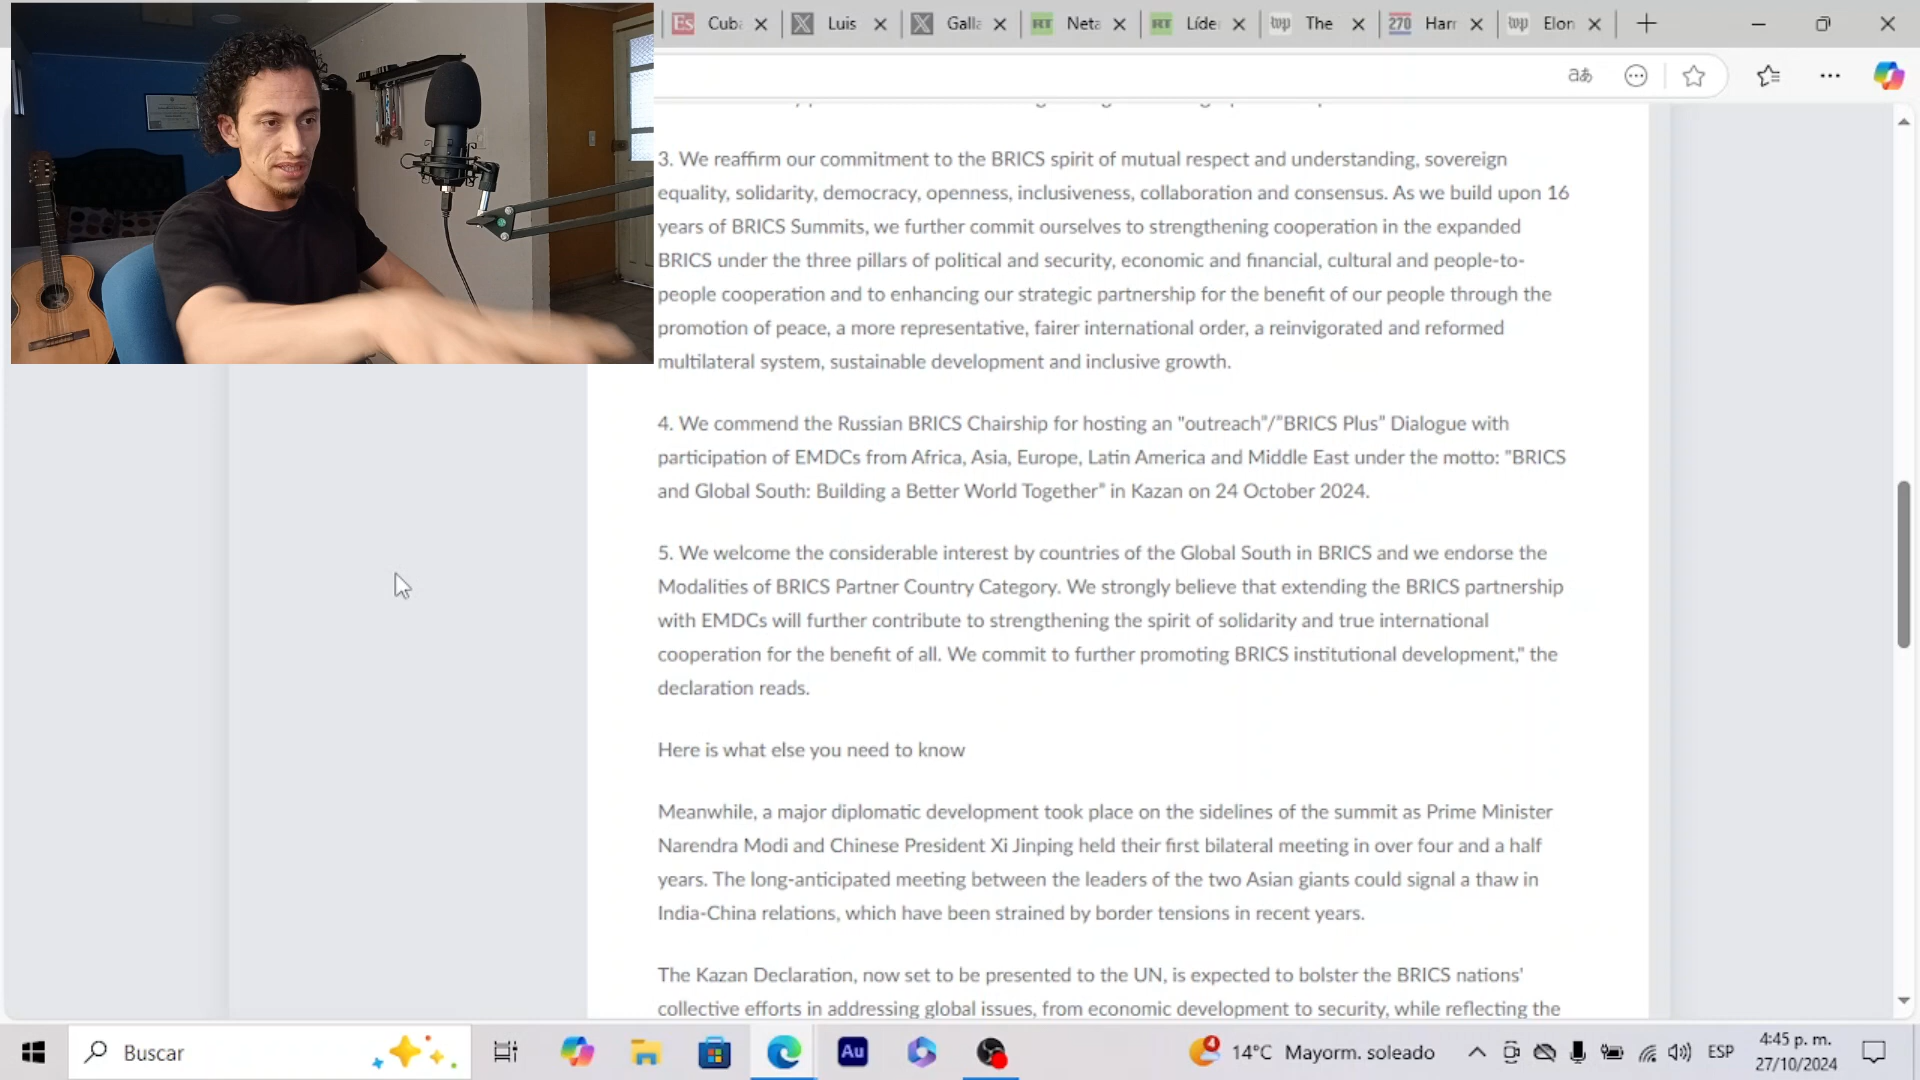 Cub
Luis
Galla
RT
Neta
RT
Líde
twp
The
270
Harr
twp
Elon
3. We reaffirm our commitment to the BRICS spirit of mutual respect and understanding, sovereign
equality, solidarity, democracy, openness, inclusiveness, collaboration and consensus. As we build upon 16
years of BRICS Summits, we further commit ourselves to strengthening cooperation in the expanded
BRICS under the three pillars of political and security, economic and financial, cultural and people-to-
people cooperation and to enhancing our strategic partnership for the benefit of our people through the
promotion of peace, a more representative, fairer international order, a reinvigorated and reformed
multilateral system, sustainable development and inclusive growth.
4. We commend the Russian BRICS Chairship for hosting an "outreach"/"BRICS Plus" Dialogue with
participation of EMDCs from Africa, Asia, Europe, Latin America and Middle East under the motto: "BRICS
and Global South: Building a Better World Together" in Kazan on 24 October 2024.
5. We welcome the considerable interest by countries of the Global South in BRICS and we endorse the
Modalities of BRICS Partner Country Category. We strongly believe that extending the BRICS partnership
with EMDCs will further contribute to strengthening the spirit of solidarity and true international
cooperation for the benefit of all. We commit to further promoting BRICS institutional development," the
declaration reads.
Here is what else you need to know
Meanwhile, a major diplomatic development took place on the sidelines of the summit as Prime Minister
Narendra Modi and Chinese President Xi Jinping held their first bilateral meeting in over four and a half
years. The long-anticipated meeting between the leaders of the two Asian giants could signal a thaw in
India-China relations, which have been strained by border tensions in recent years.
The Kazan Declaration, now set to be presented to the UN, is expected to bolster the BRICS nations'
collective efforts in addressing global issues, from economic development to security, while reflecting the
Buscar
Au
4
14°C Mayorm. soleado
ESP
4:45 p. m.
27/10/2024